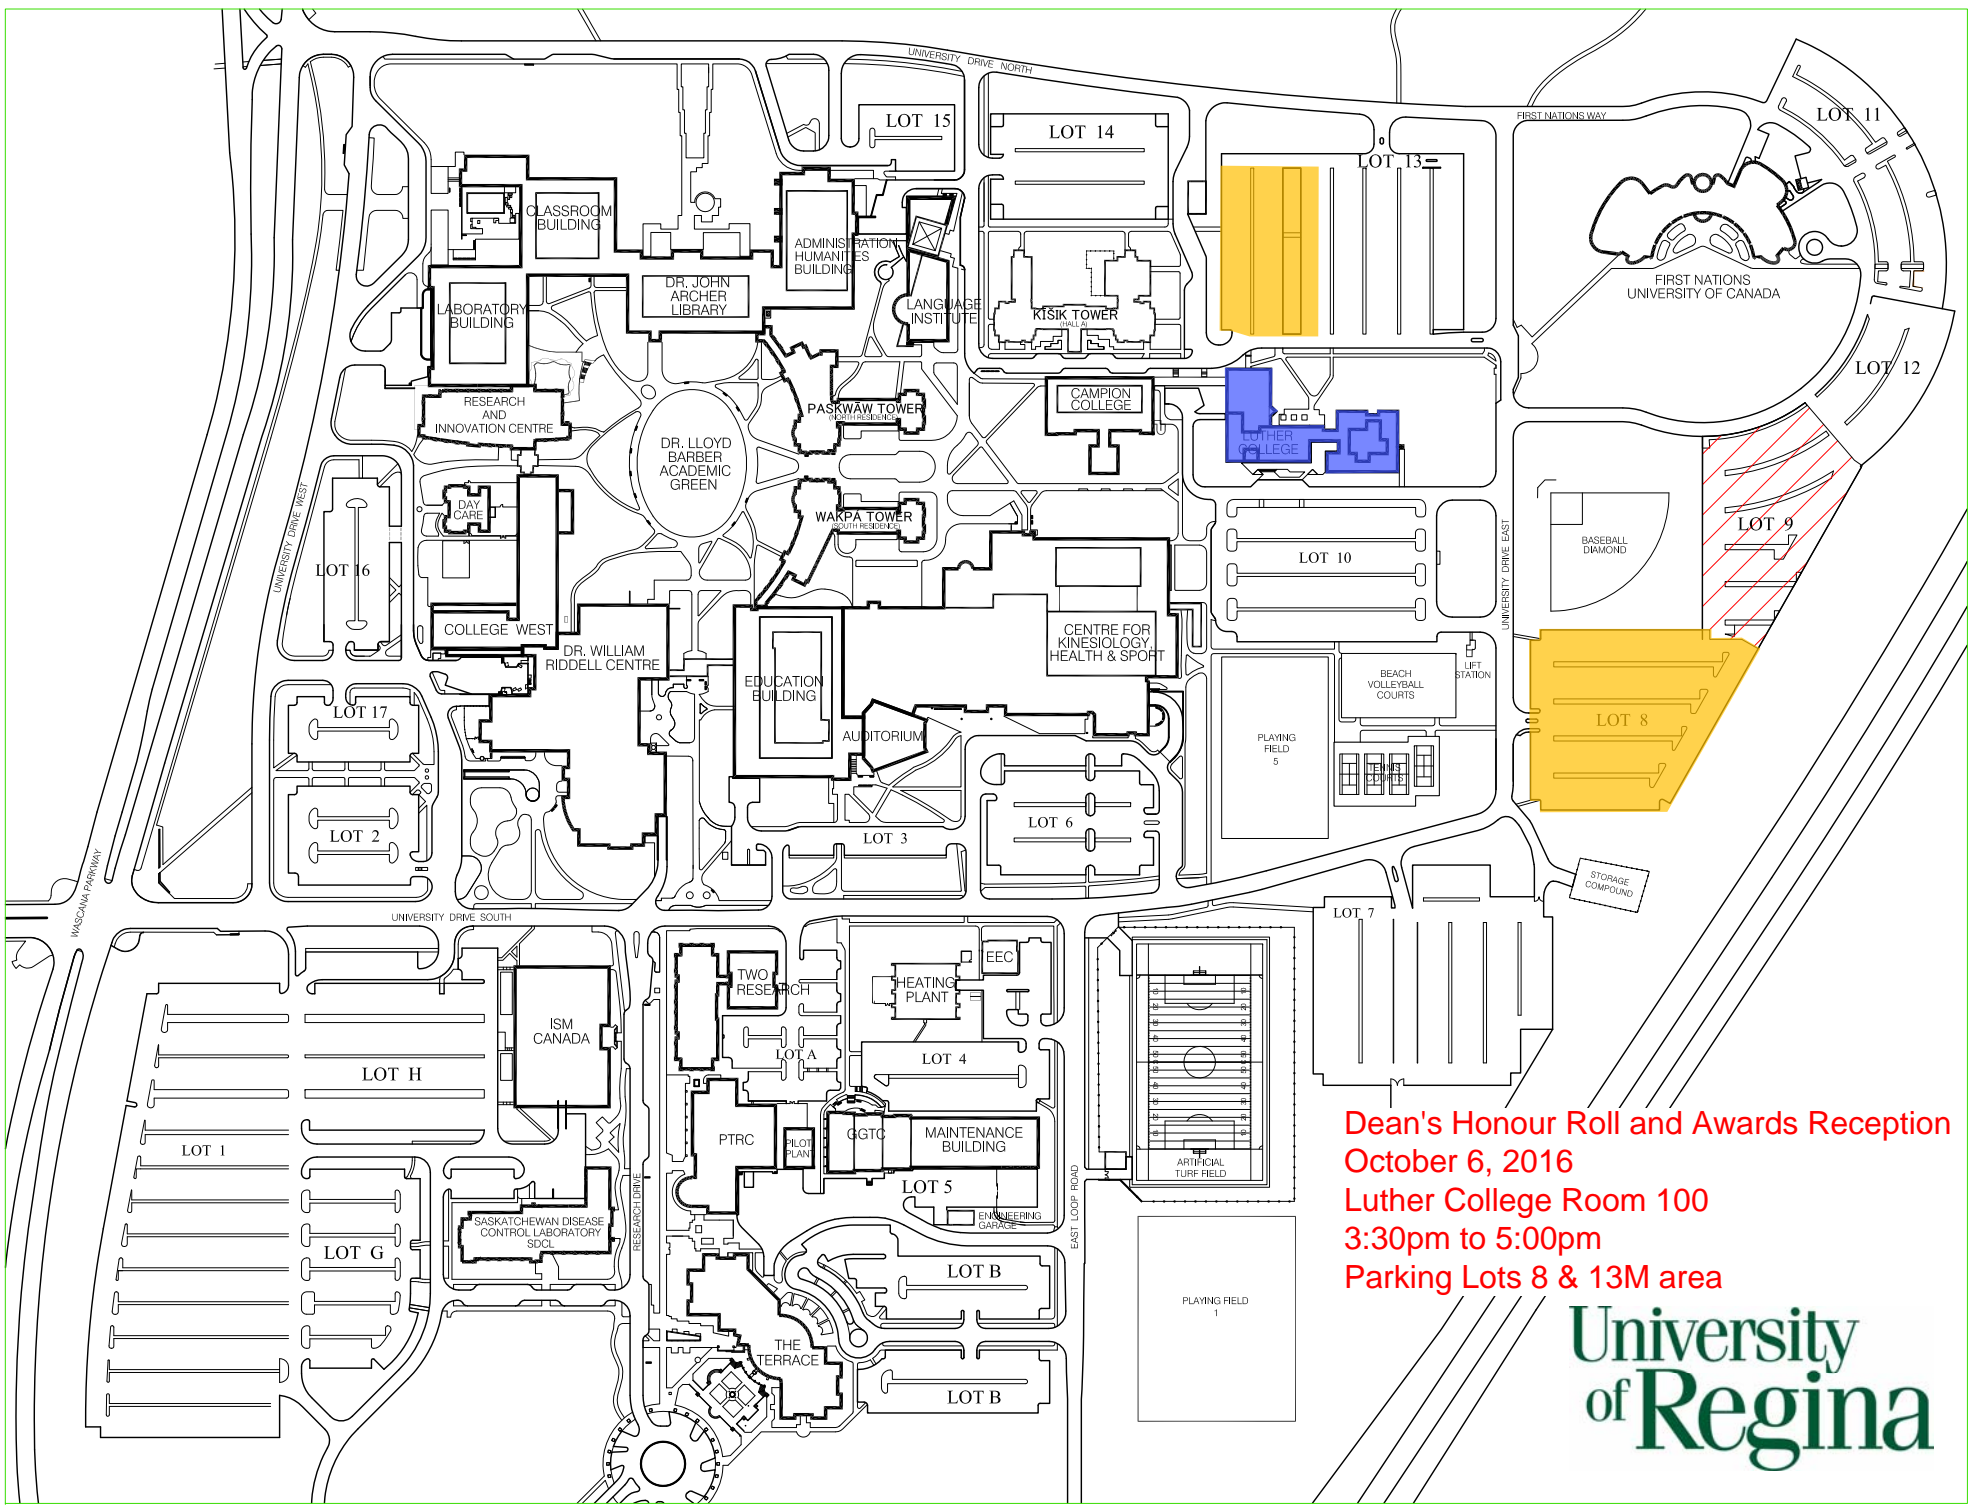 UNIVERSITY DRIVE NORTH
FIRST NATIONS WAY
LOT 11
LOT 15
LOT 14
LOT 13
CLASSROOM
BUILDING
ADMINISTRATION
HUMANITIES
BUILDING
DR. JOHN
ARCHER
LIBRARY
LABORATORY
BUILDING
LANGUAGE
INSTITUTE
KĪSIK TOWER
(HALL A)
FIRST NATIONS
UNIVERSITY OF CANADA
LOT 12
RESEARCH
AND
INNOVATION CENTRE
PASKWĀW TOWER
(NORTH RESIDENCE)
CAMPION
COLLEGE
LUTHER
COLLEGE
DR. LLOYD
BARBER
ACADEMIC
GREEN
DAY
CARE
WAKPÁ TOWER
(SOUTH RESIDENCE)
UNIVERSITY DRIVE WEST
LOT 16
LOT 10
UNIVERSITY DRIVE EAST
BASEBALL
DIAMOND
LOT 9
COLLEGE WEST
DR. WILLIAM
RIDDELL CENTRE
CENTRE FOR
KINESIOLOGY,
HEALTH & SPORT
EDUCATION
BUILDING
BEACH
VOLLEYBALL
COURTS
LIFT
STATION
LOT 17
AUDITORIUM
PLAYING
FIELD
5
TENNIS
COURTS
LOT 8
LOT 2
LOT 3
LOT 6
STORAGE
COMPOUND
WASCANA PARKWAY
UNIVERSITY DRIVE SOUTH
LOT 7
TWO
RESEARCH
HEATING
PLANT
EEC
ISM
CANADA
LOT A
LOT 4
LOT H
PTRC
PILOT
PLANT
GGTC
MAINTENANCE
BUILDING
ARTIFICIAL
TURF FIELD
LOT 1
LOT 5
ENGINEERING
GARAGE
EAST LOOP ROAD
RESEARCH DRIVE
SASKATCHEWAN DISEASE
CONTROL LABORATORY
SDCL
LOT G
LOT B
THE
TERRACE
LOT B
PLAYING FIELD
1
Dean's Honour Roll and Awards Reception
October 6, 2016
Luther College Room 100
3:30pm to 5:00pm
Parking Lots 8 & 13M area
University
of Regina